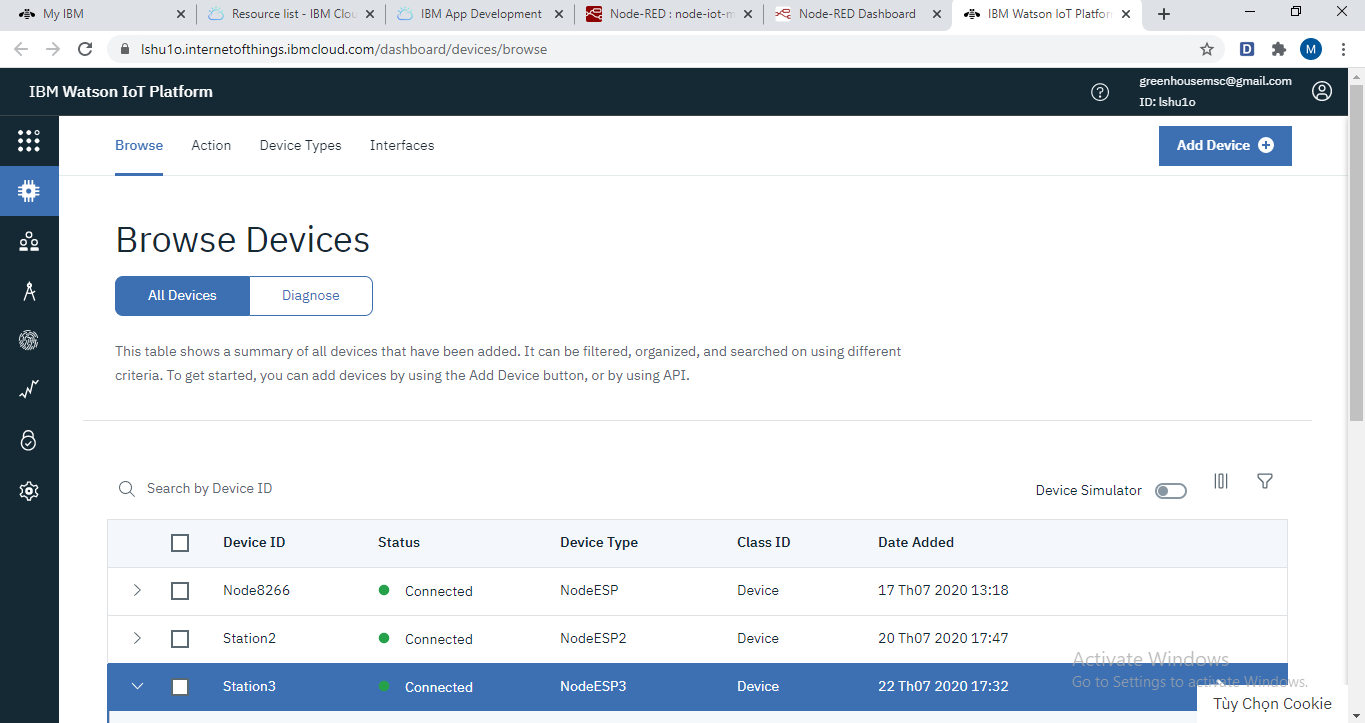 My IBM
Resource list - IBM Clou
IBM App Development
Node-RED : node-iot-m
Node-RED Dashboard
IBM Watson IoT Platfor
lshu1o.internetofthings.ibmcloud.com/dashboard/devices/browse
D
M
IBM Watson IoT Platform
greenhousemsc@gmail.com
ID: lshu1o
Browse Action Device Types Interfaces
Add Device
Browse Devices
All Devices Diagnose
This table shows a summary of all devices that have been added. It can be filtered, organized, and searched on using different
criteria. To get started, you can add devices by using the Add Device button, or by using API.
Search by Device ID
Device Simulator
Device ID Status Device Type Class ID Date Added
Node8266 Connected NodeESP Device 17 Th07 2020 13:18
Station2 Connected NodeESP2 Device 20 Th07 2020 17:47
Station3 Connected NodeESP3 Device 22 Th07 2020 17:32
Activate Windows
Go to Settings to activate Windows.
Tùy Chọn Cookie